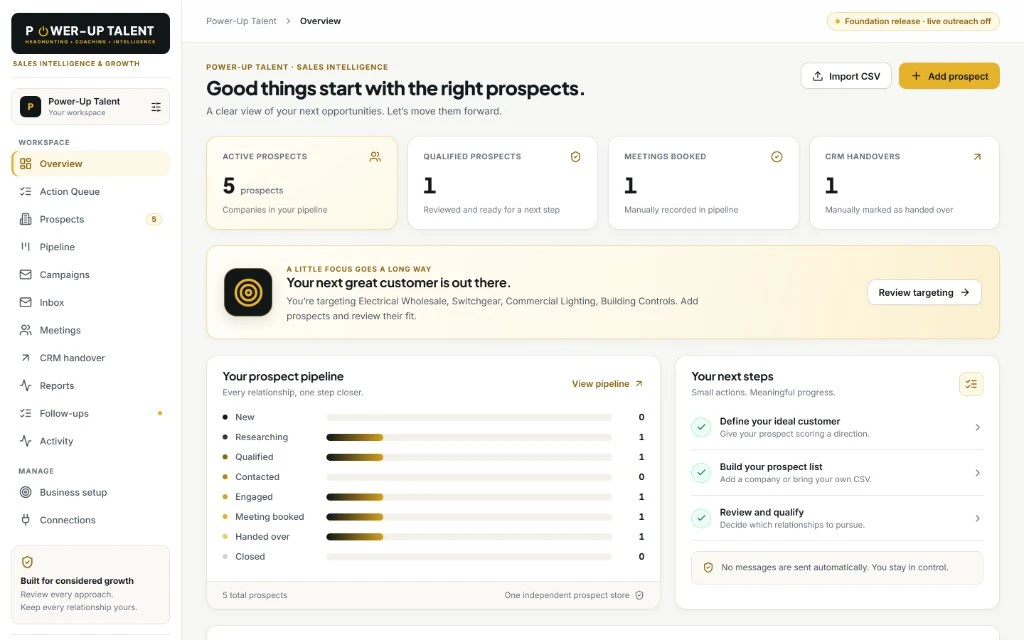 POWER-UP TALENT
HEADHUNTING • COACHING • INTELLIGENCE
SALES INTELLIGENCE & GROWTH
P
Power-Up Talent
Your workspace
WORKSPACE
Overview
Action Queue
Prospects 5
Pipeline
Campaigns
Inbox
Meetings
CRM handover
Reports
Follow-ups
Activity
MANAGE
Business setup
Connections
Built for considered growth
Review every approach.
Keep every relationship yours.
Power-Up Talent > Overview
Foundation release · live outreach off
POWER-UP TALENT · SALES INTELLIGENCE
Good things start with the right prospects.
A clear view of your next opportunities. Let's move them forward.
Import CSV
Add prospect
ACTIVE PROSPECTS
5 prospects
Companies in your pipeline
QUALIFIED PROSPECTS
1
Reviewed and ready for a next step
MEETINGS BOOKED
1
Manually recorded in pipeline
CRM HANDOVERS
1
Manually marked as handed over
A LITTLE FOCUS GOES A LONG WAY
Your next great customer is out there.
You're targeting Electrical Wholesale, Switchgear, Commercial Lighting, Building Controls. Add
prospects and review their fit.
Review targeting
Your prospect pipeline
Every relationship, one step closer.
View pipeline
New 0
Researching 1
Qualified 1
Contacted 0
Engaged 1
Meeting booked 1
Handed over 1
Closed 0
5 total prospects
One independent prospect store
Your next steps
Small actions. Meaningful progress.
Define your ideal customer
Give your prospect scoring a direction.
Build your prospect list
Add a company or bring your own CSV.
Review and qualify
Decide which relationships to pursue.
No messages are sent automatically. You stay in control.